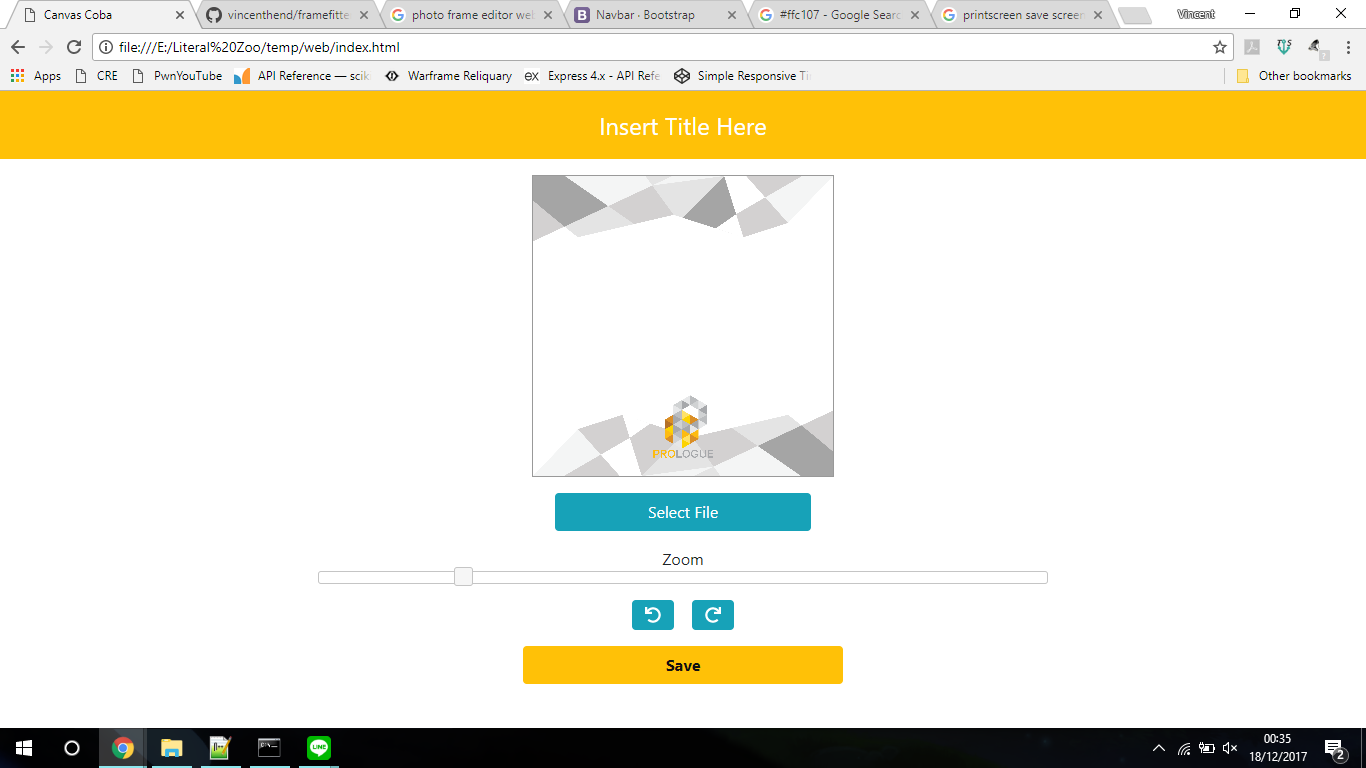 Canvas Coba
vincenthend/framefitte
photo frame editor wel
Navbar · Bootstrap
#ffc107 - Google Searc
printscreen save screen
Vincent
file:///E:/Literal%20Zoo/temp/web/index.html
Apps
CRE
PwnYouTube
API Reference — scik
Warframe Reliquary
ex
Express 4.x - API Refe
Simple Responsive Ti
Other bookmarks
Insert Title Here
PROLOGUE
Select File
Zoom
Save
LINE
00:35
18/12/2017
2